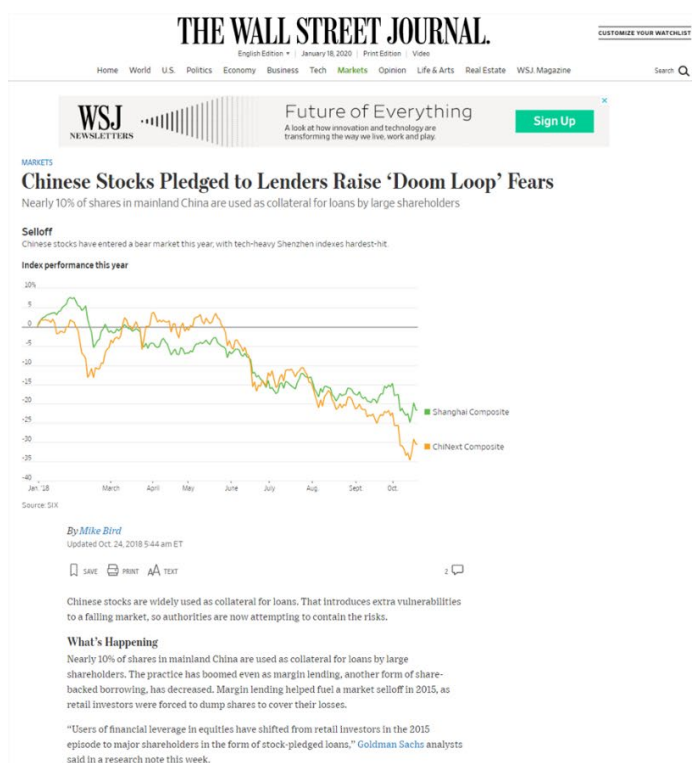 THE WALL STREET JOURNAL.
CUSTOMIZE YOUR WATCHLIST
English Edition | January 18, 2020 | Print Edition | Video
Home World U.S. Politics Economy Business Tech Markets Opinion Life & Arts Real Estate WSJ. Magazine Search
WSJ
NEWSLETTERS
Future of Everything
A look at how innovation and technology are
transforming the way we live, work and play.
Sign Up
MARKETS
Chinese Stocks Pledged to Lenders Raise ‘Doom Loop’ Fears
Nearly 10% of shares in mainland China are used as collateral for loans by large shareholders
Selloff
Chinese stocks have entered a bear market this year, with tech-heavy Shenzhen indexes hardest-hit.
Index performance this year
10%
5
0
-5
-10
-15
-20
-25
-30
-35
-40
Shanghai Composite
ChiNext Composite
Jan. '18 March April May June July Aug. Sept. Oct.
Source: SIX
By Mike Bird
Updated Oct. 24, 2018 5:44 am ET
SAVE PRINT AA TEXT
2
Chinese stocks are widely used as collateral for loans. That introduces extra vulnerabilities
to a falling market, so authorities are now attempting to contain the risks.
What’s Happening
Nearly 10% of shares in mainland China are used as collateral for loans by large
shareholders. The practice has boomed even as margin lending, another form of share-
backed borrowing, has decreased. Margin lending helped fuel a market selloff in 2015, as
retail investors were forced to dump shares to cover their losses.
“Users of financial leverage in equities have shifted from retail investors in the 2015
episode to major shareholders in the form of stock-pledged loans,” Goldman Sachs analysts
said in a research note this week.